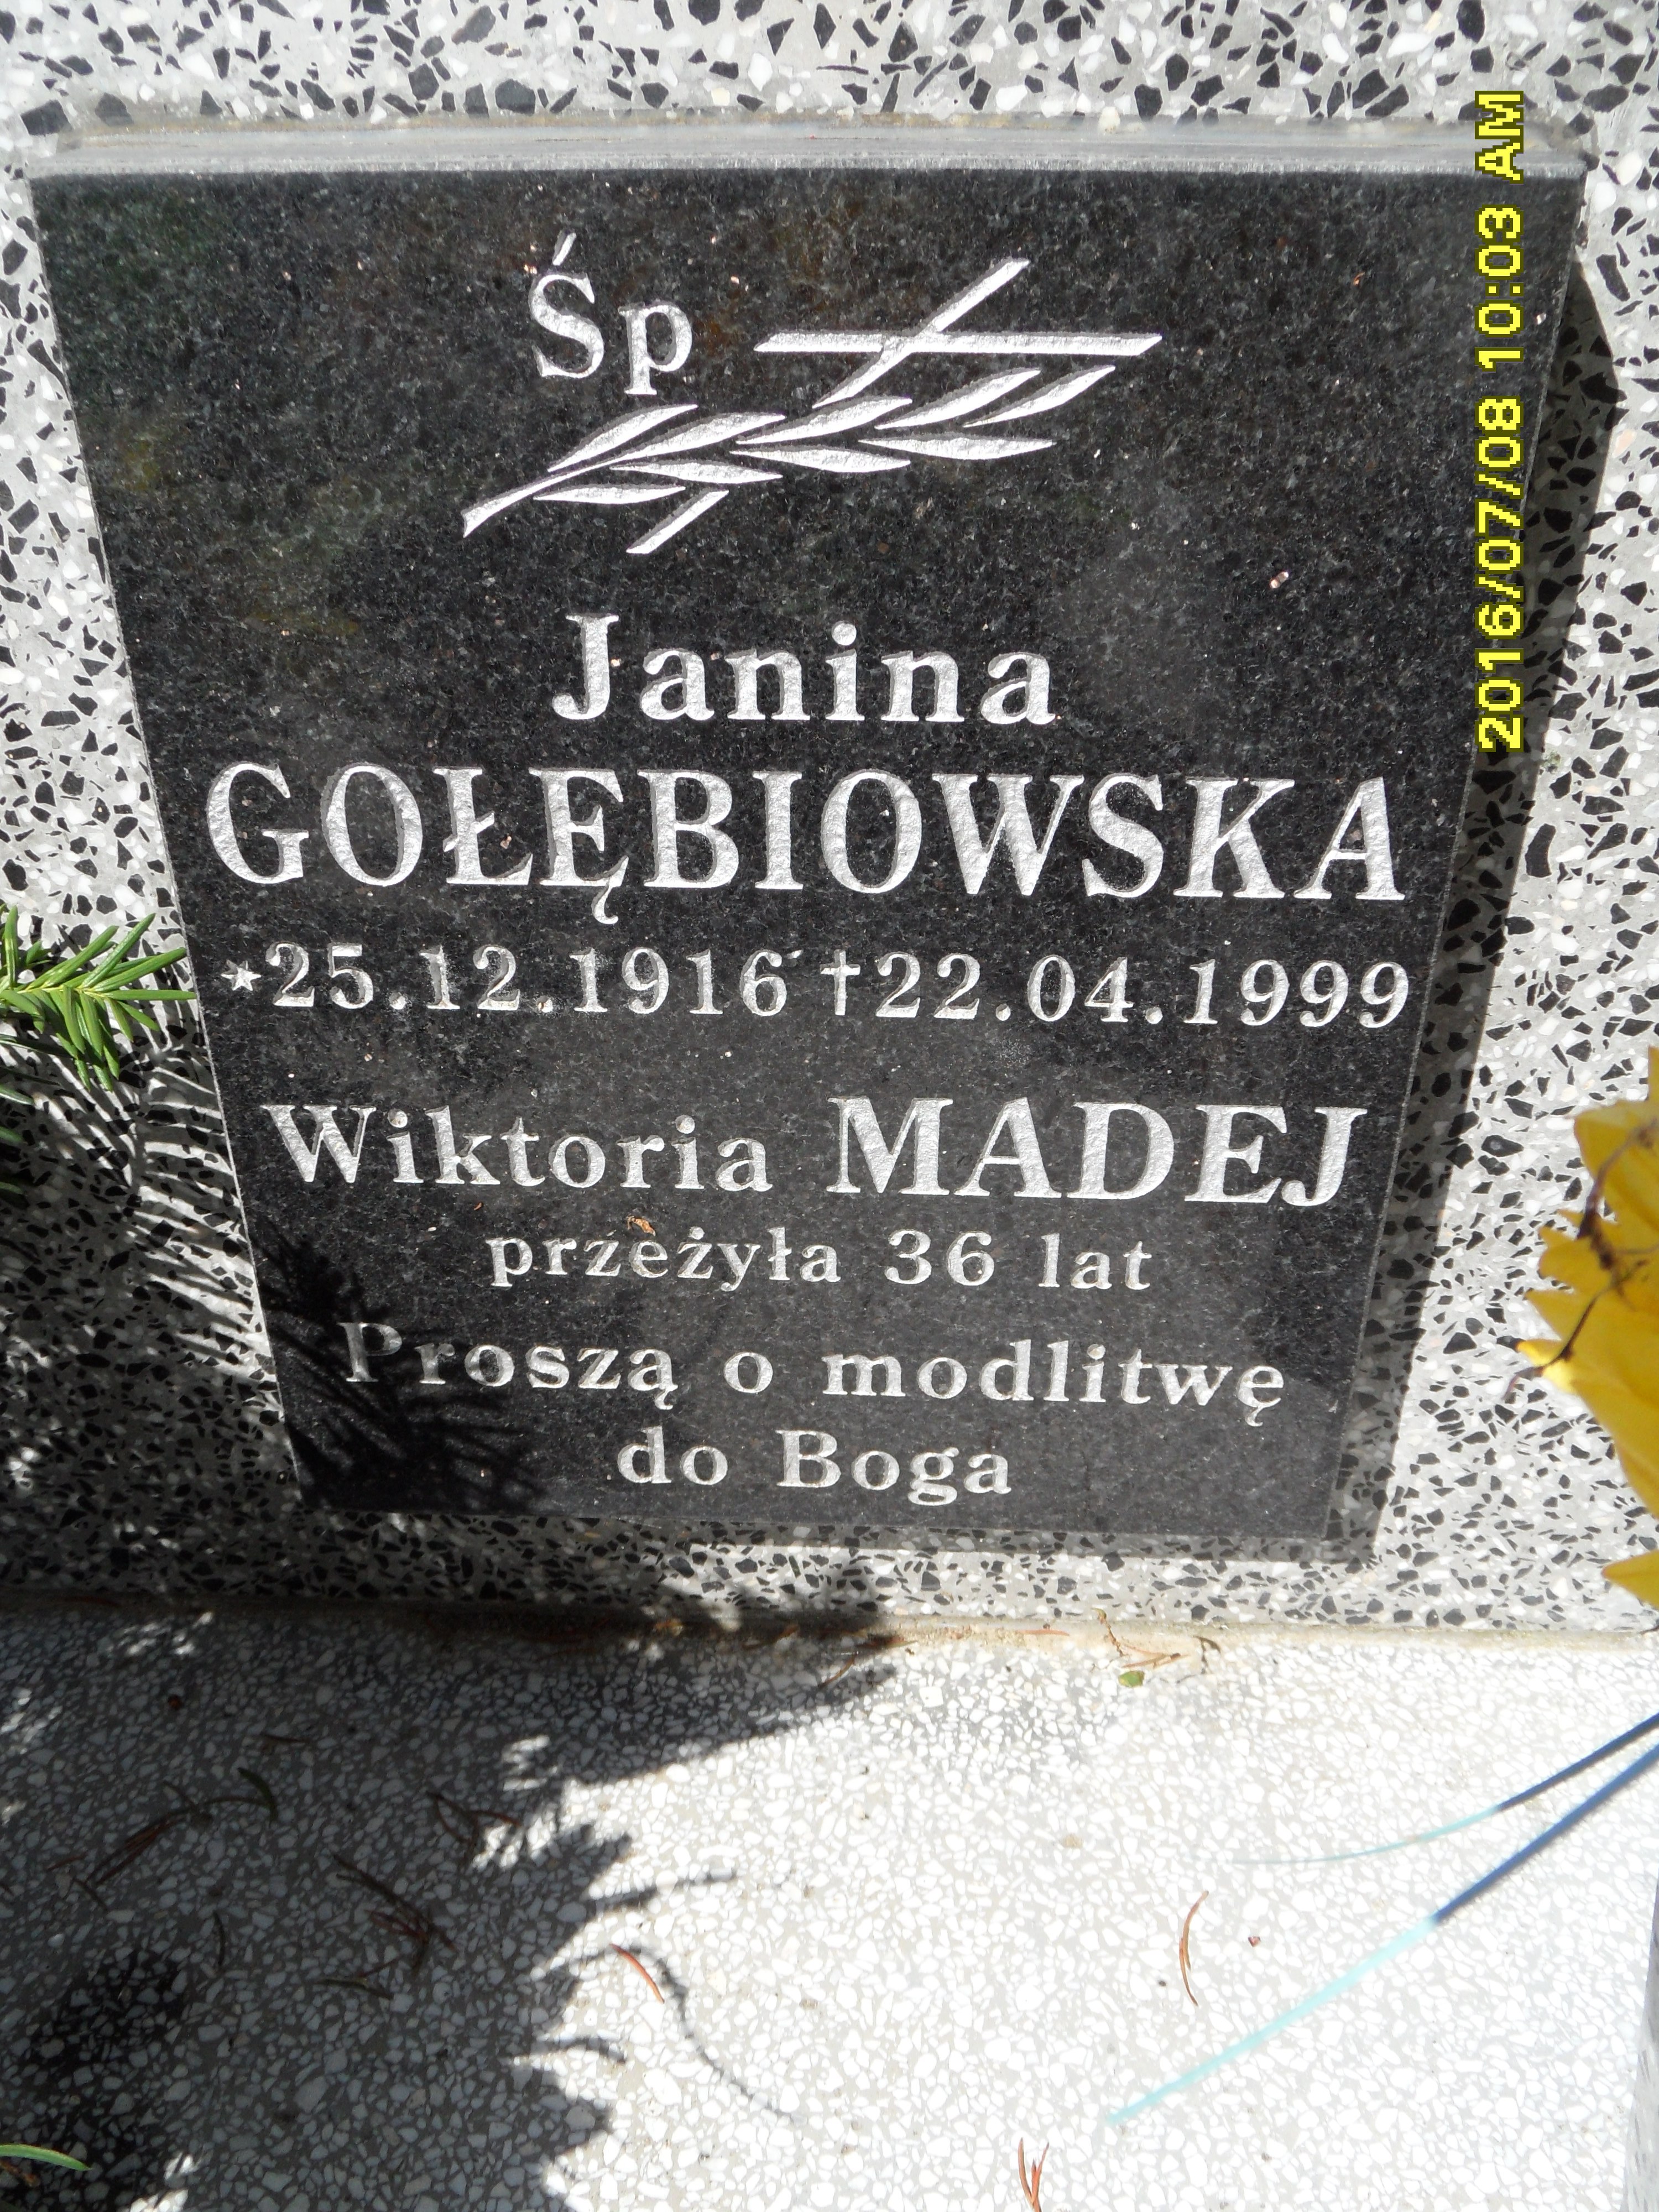 Śp
Janina
GOŁĘBIOWSKA
*25.12.1916 †22.04.1999
Wiktoria MADEJ
przeżyła 36 lat
Proszą o modlitwę
do Boga
2016/07/08 10:03 AM